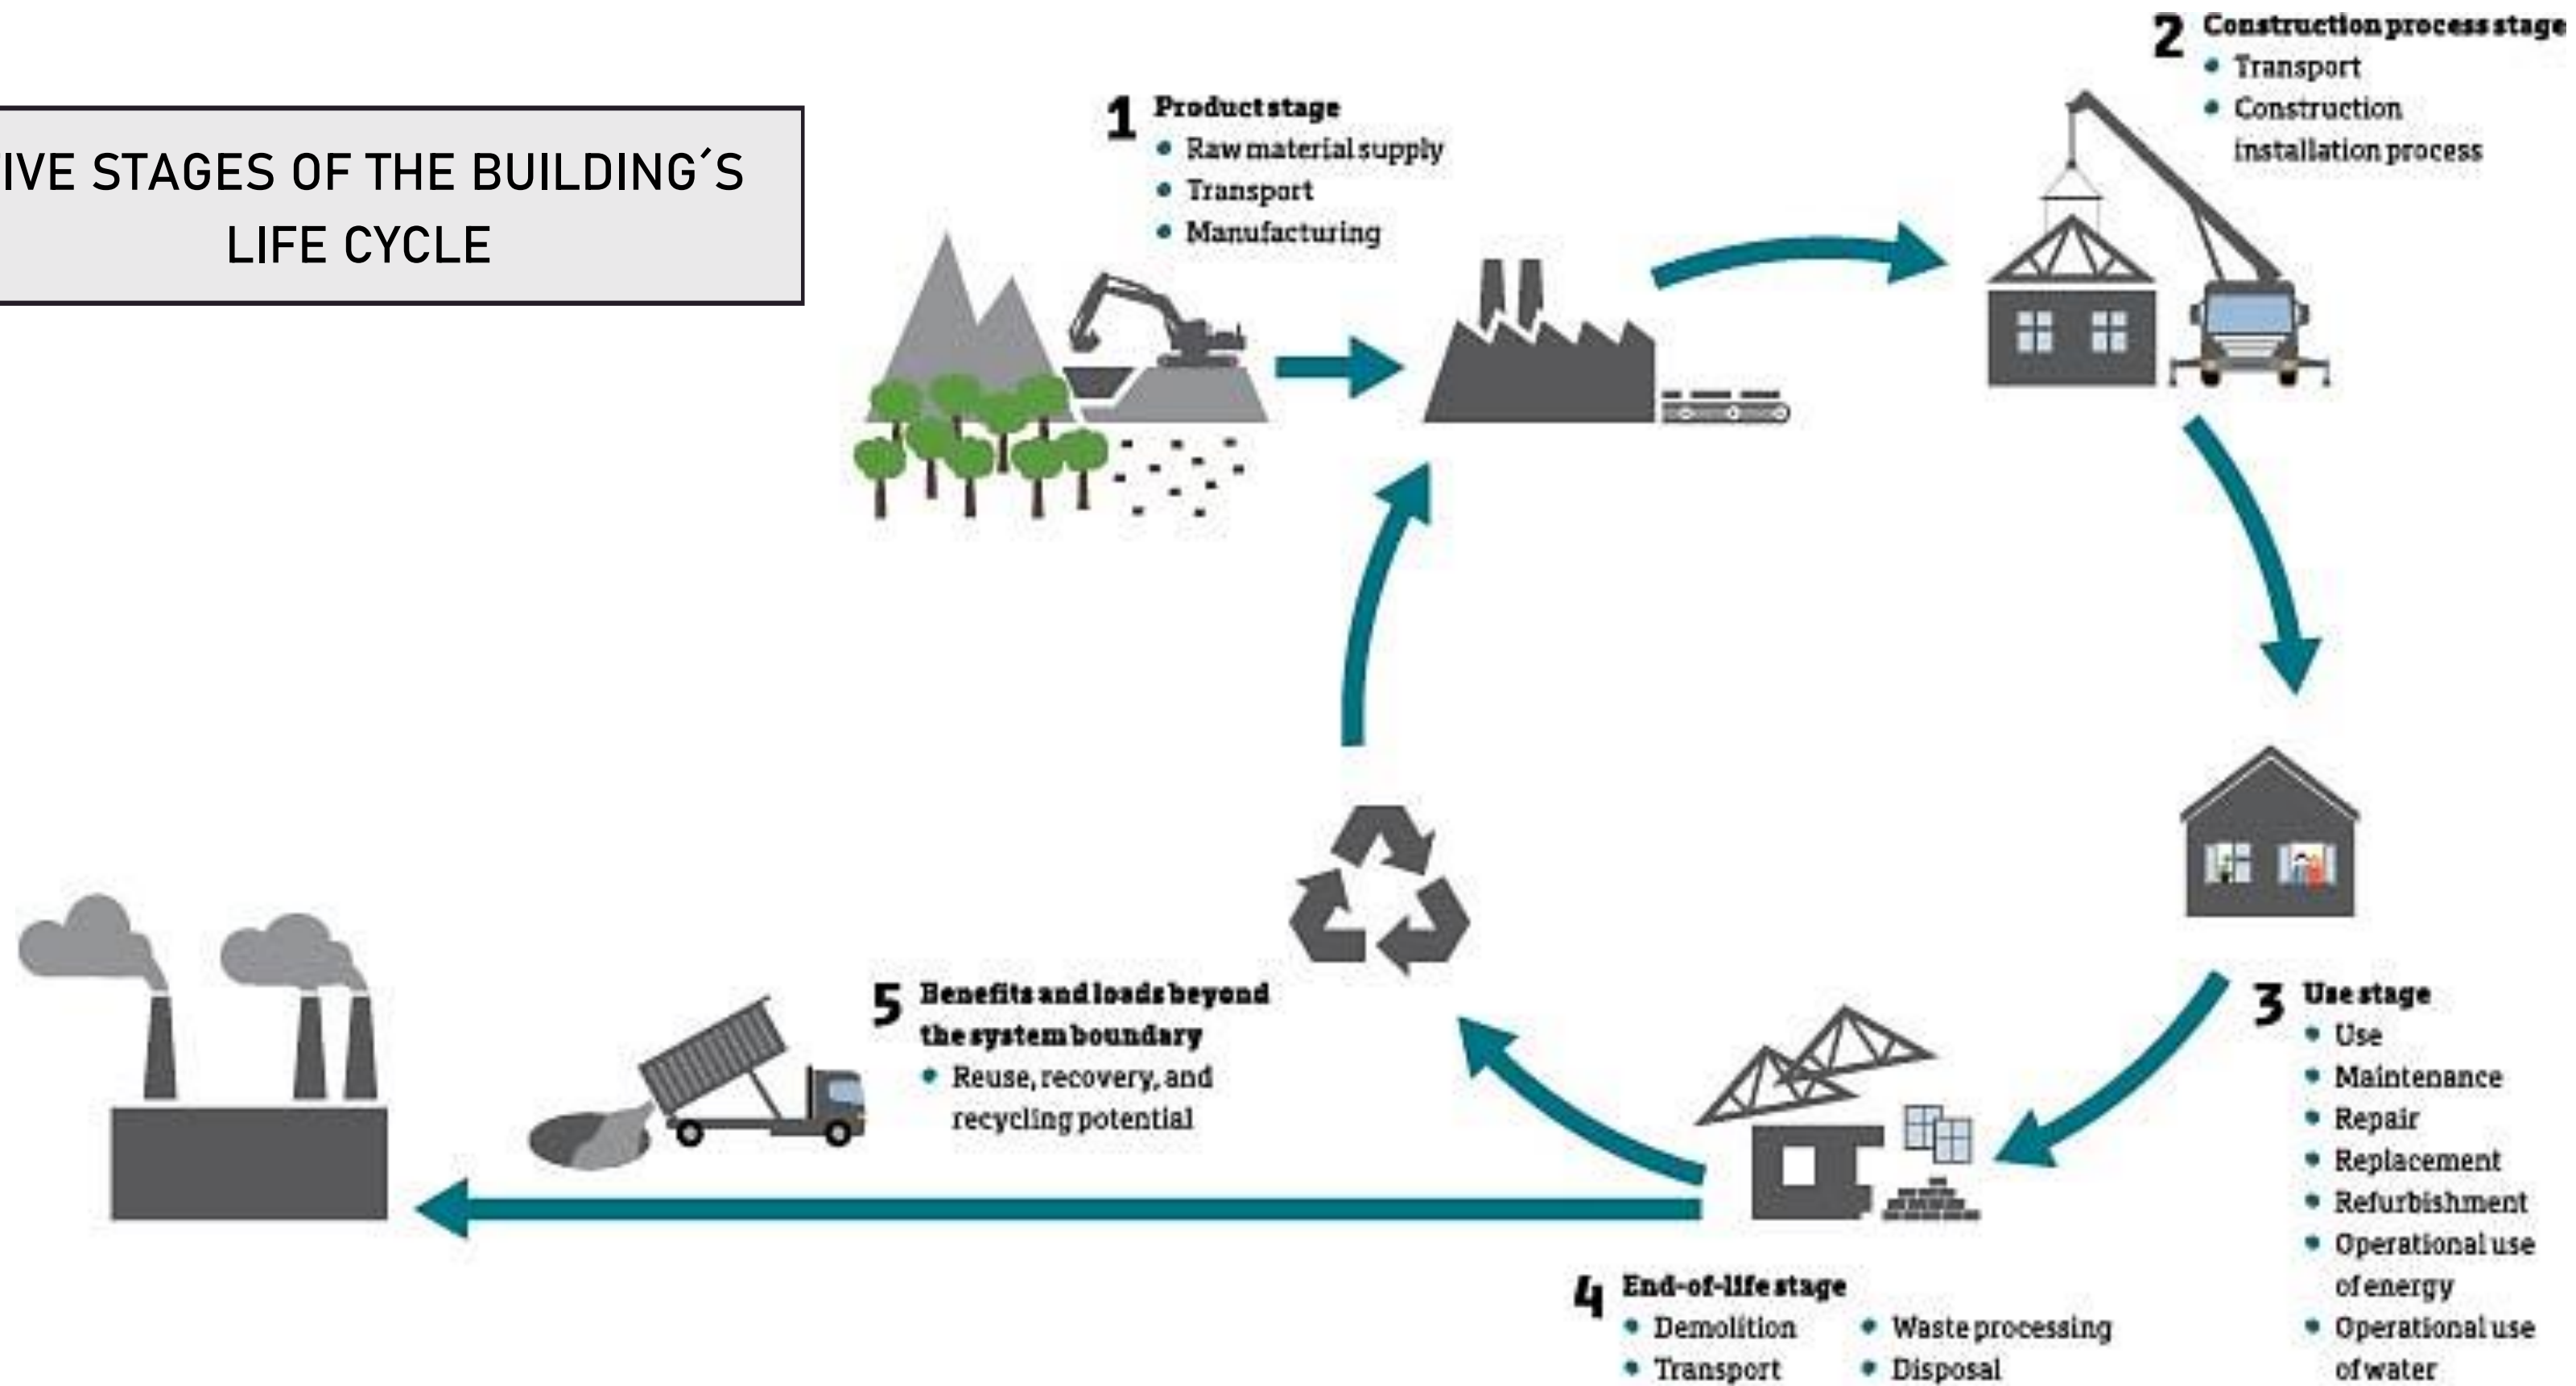 IVE STAGES OF THE BUILDING´S
LIFE CYCLE
1 Product stage
• Raw material supply
• Transport
• Manufacturing
2 Construction process stage
• Transport
• Construction
installation process
3 Use stage
• Use
• Maintenance
• Repair
• Replacement
• Refurbishment
• Operational use
of energy
• Operational use
of water
4 End-of-life stage
• Demolition
• Transport
• Waste processing
• Disposal
5 Benefits and loads beyond
the system boundary
• Reuse, recovery, and
recycling potential